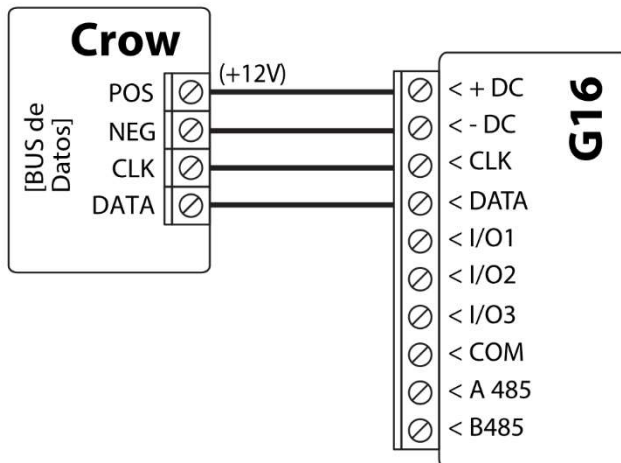 Crow
[BUS de
Datos]
POS
NEG
CLK
DATA
(+12V)
G16
< + DC
< - DC
< CLK
< DATA
< I/O1
< I/O2
< I/O3
< COM
< A 485
< B485